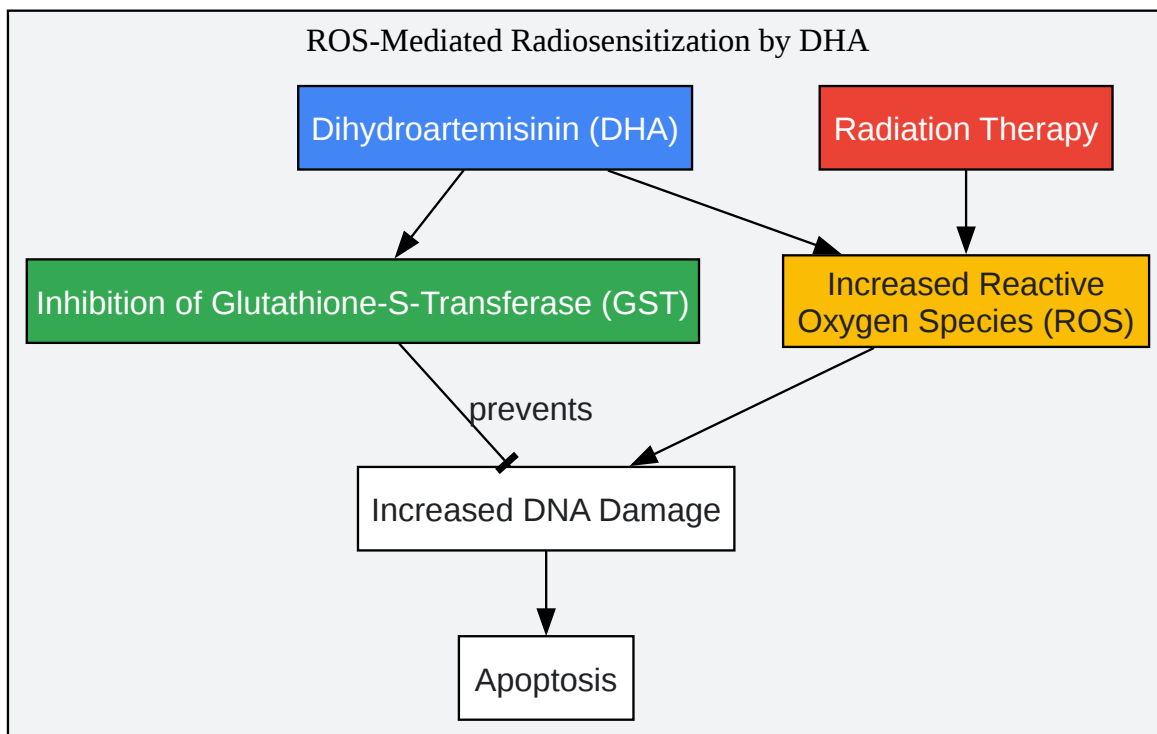 ROS-Mediated Radiosensitization by DHA
Dihydroartemisinin (DHA)
Radiation Therapy
Inhibition of Glutathione-S-Transferase (GST)
Increased Reactive
Oxygen Species (ROS)
prevents
Increased DNA Damage
Apoptosis